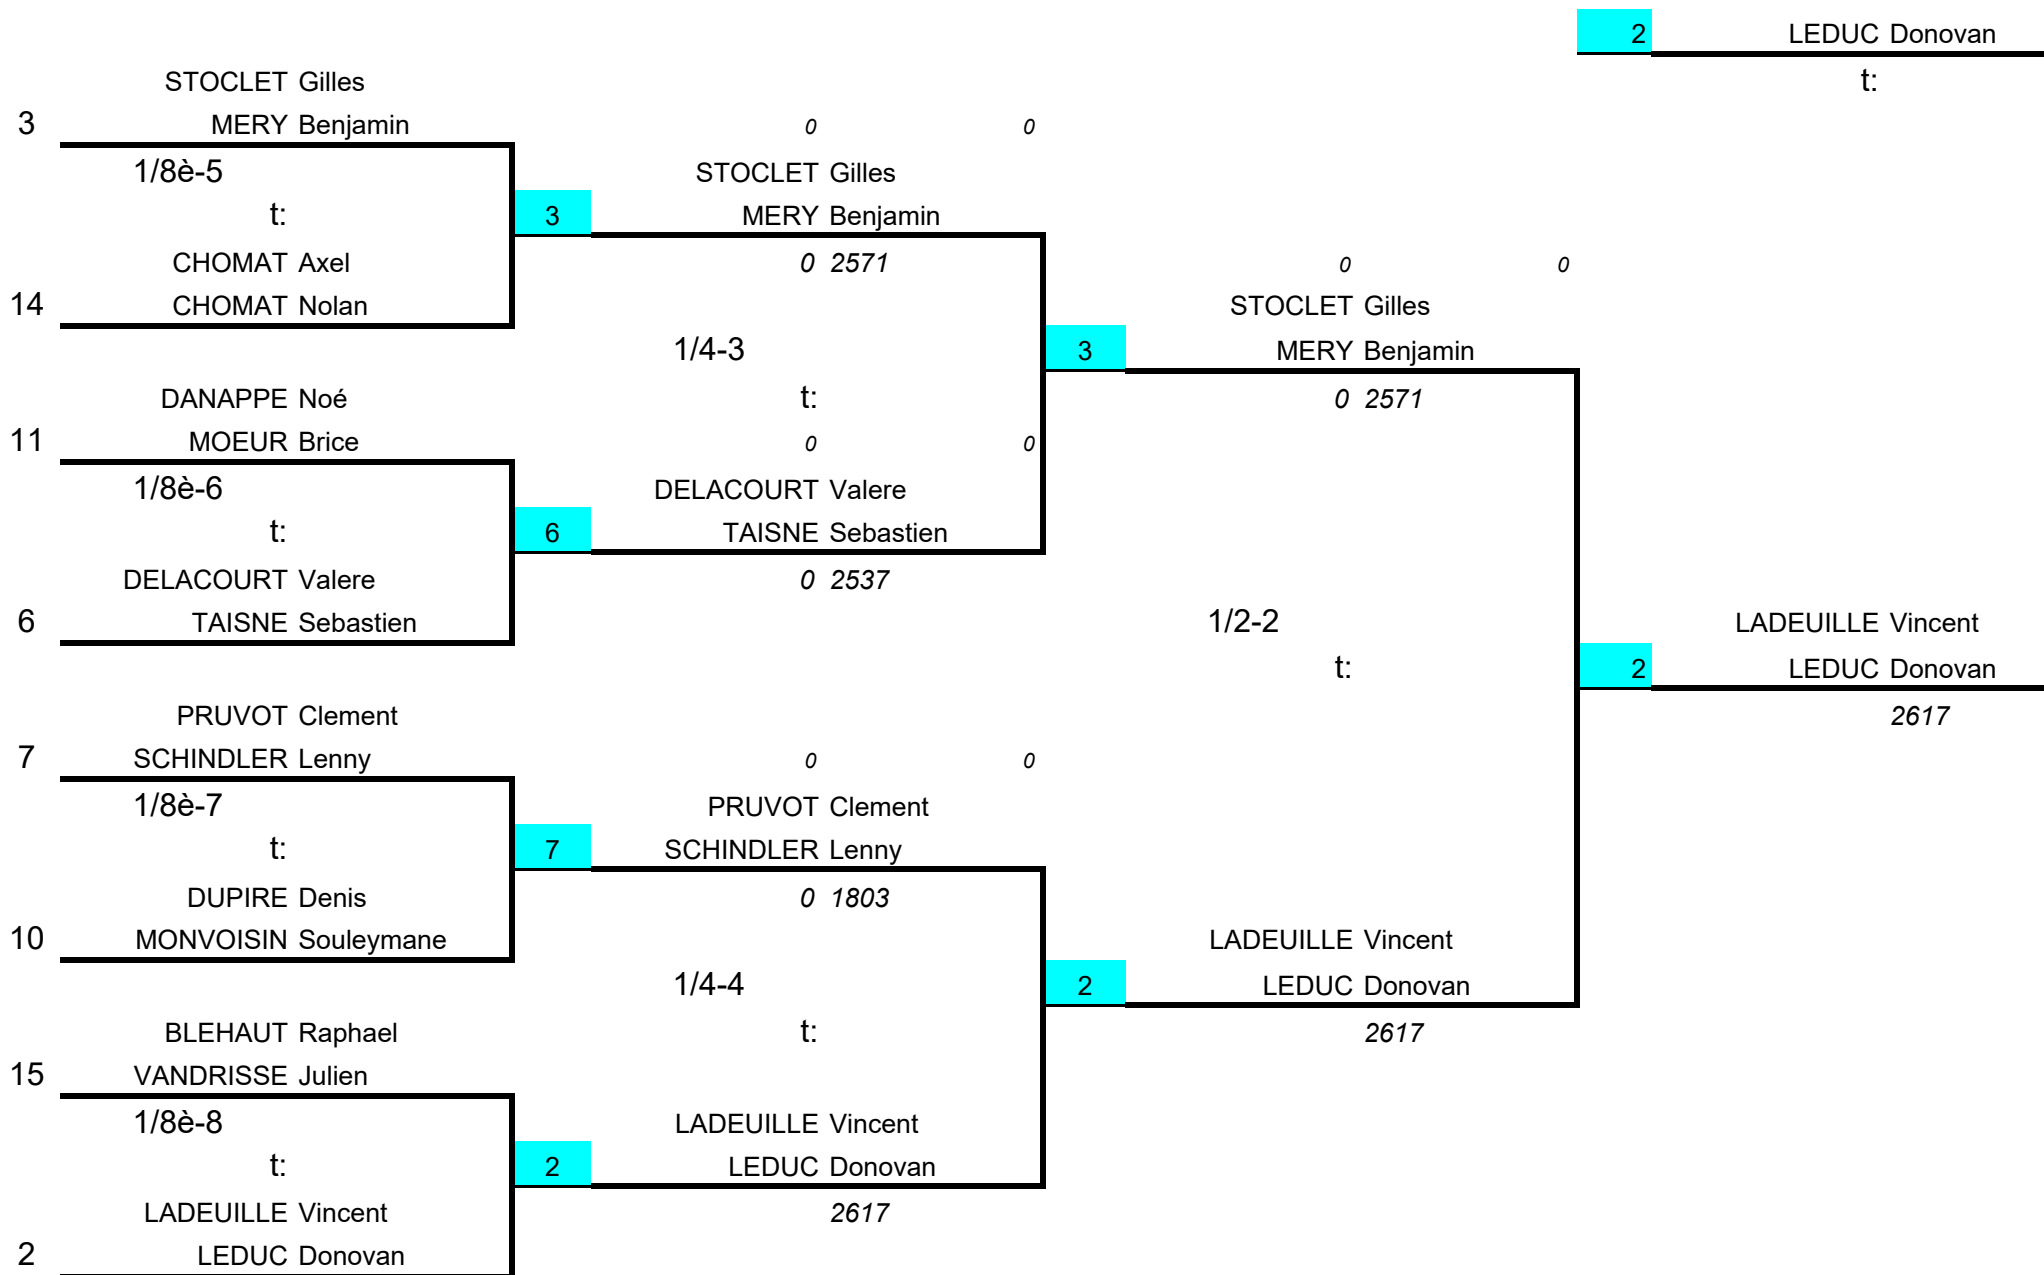 2 LEDUC Donovan
STOCLET Gilles t:
3 MERY Benjamin 0 0
1/8è-5 STOCLET Gilles
t: 3 MERY Benjamin
CHOMAT Axel 0 2571 0 0
14 CHOMAT Nolan STOCLET Gilles
1/4-3 3 MERY Benjamin
DANAPPE Noé t: 0 2571
11 MOEUR Brice 0 0
1/8è-6 DELACOURT Valere
t: 6 TAISNE Sebastien
DELACOURT Valere 0 2537
6 TAISNE Sebastien 1/2-2 LADEUILLE Vincent
t: 2 LEDUC Donovan
PRUVOT Clement 2617
7 SCHINDLER Lenny 0 0
1/8è-7 PRUVOT Clement
t: 7 SCHINDLER Lenny
DUPIRE Denis 0 1803
10 MONVOISIN Souleymane LADEUILLE Vincent
1/4-4 2 LEDUC Donovan
BLEHAUT Raphael t: 2617
15 VANDRISSE Julien
1/8è-8 LADEUILLE Vincent
t: 2 LEDUC Donovan
LADEUILLE Vincent 2617
2 LEDUC Donovan